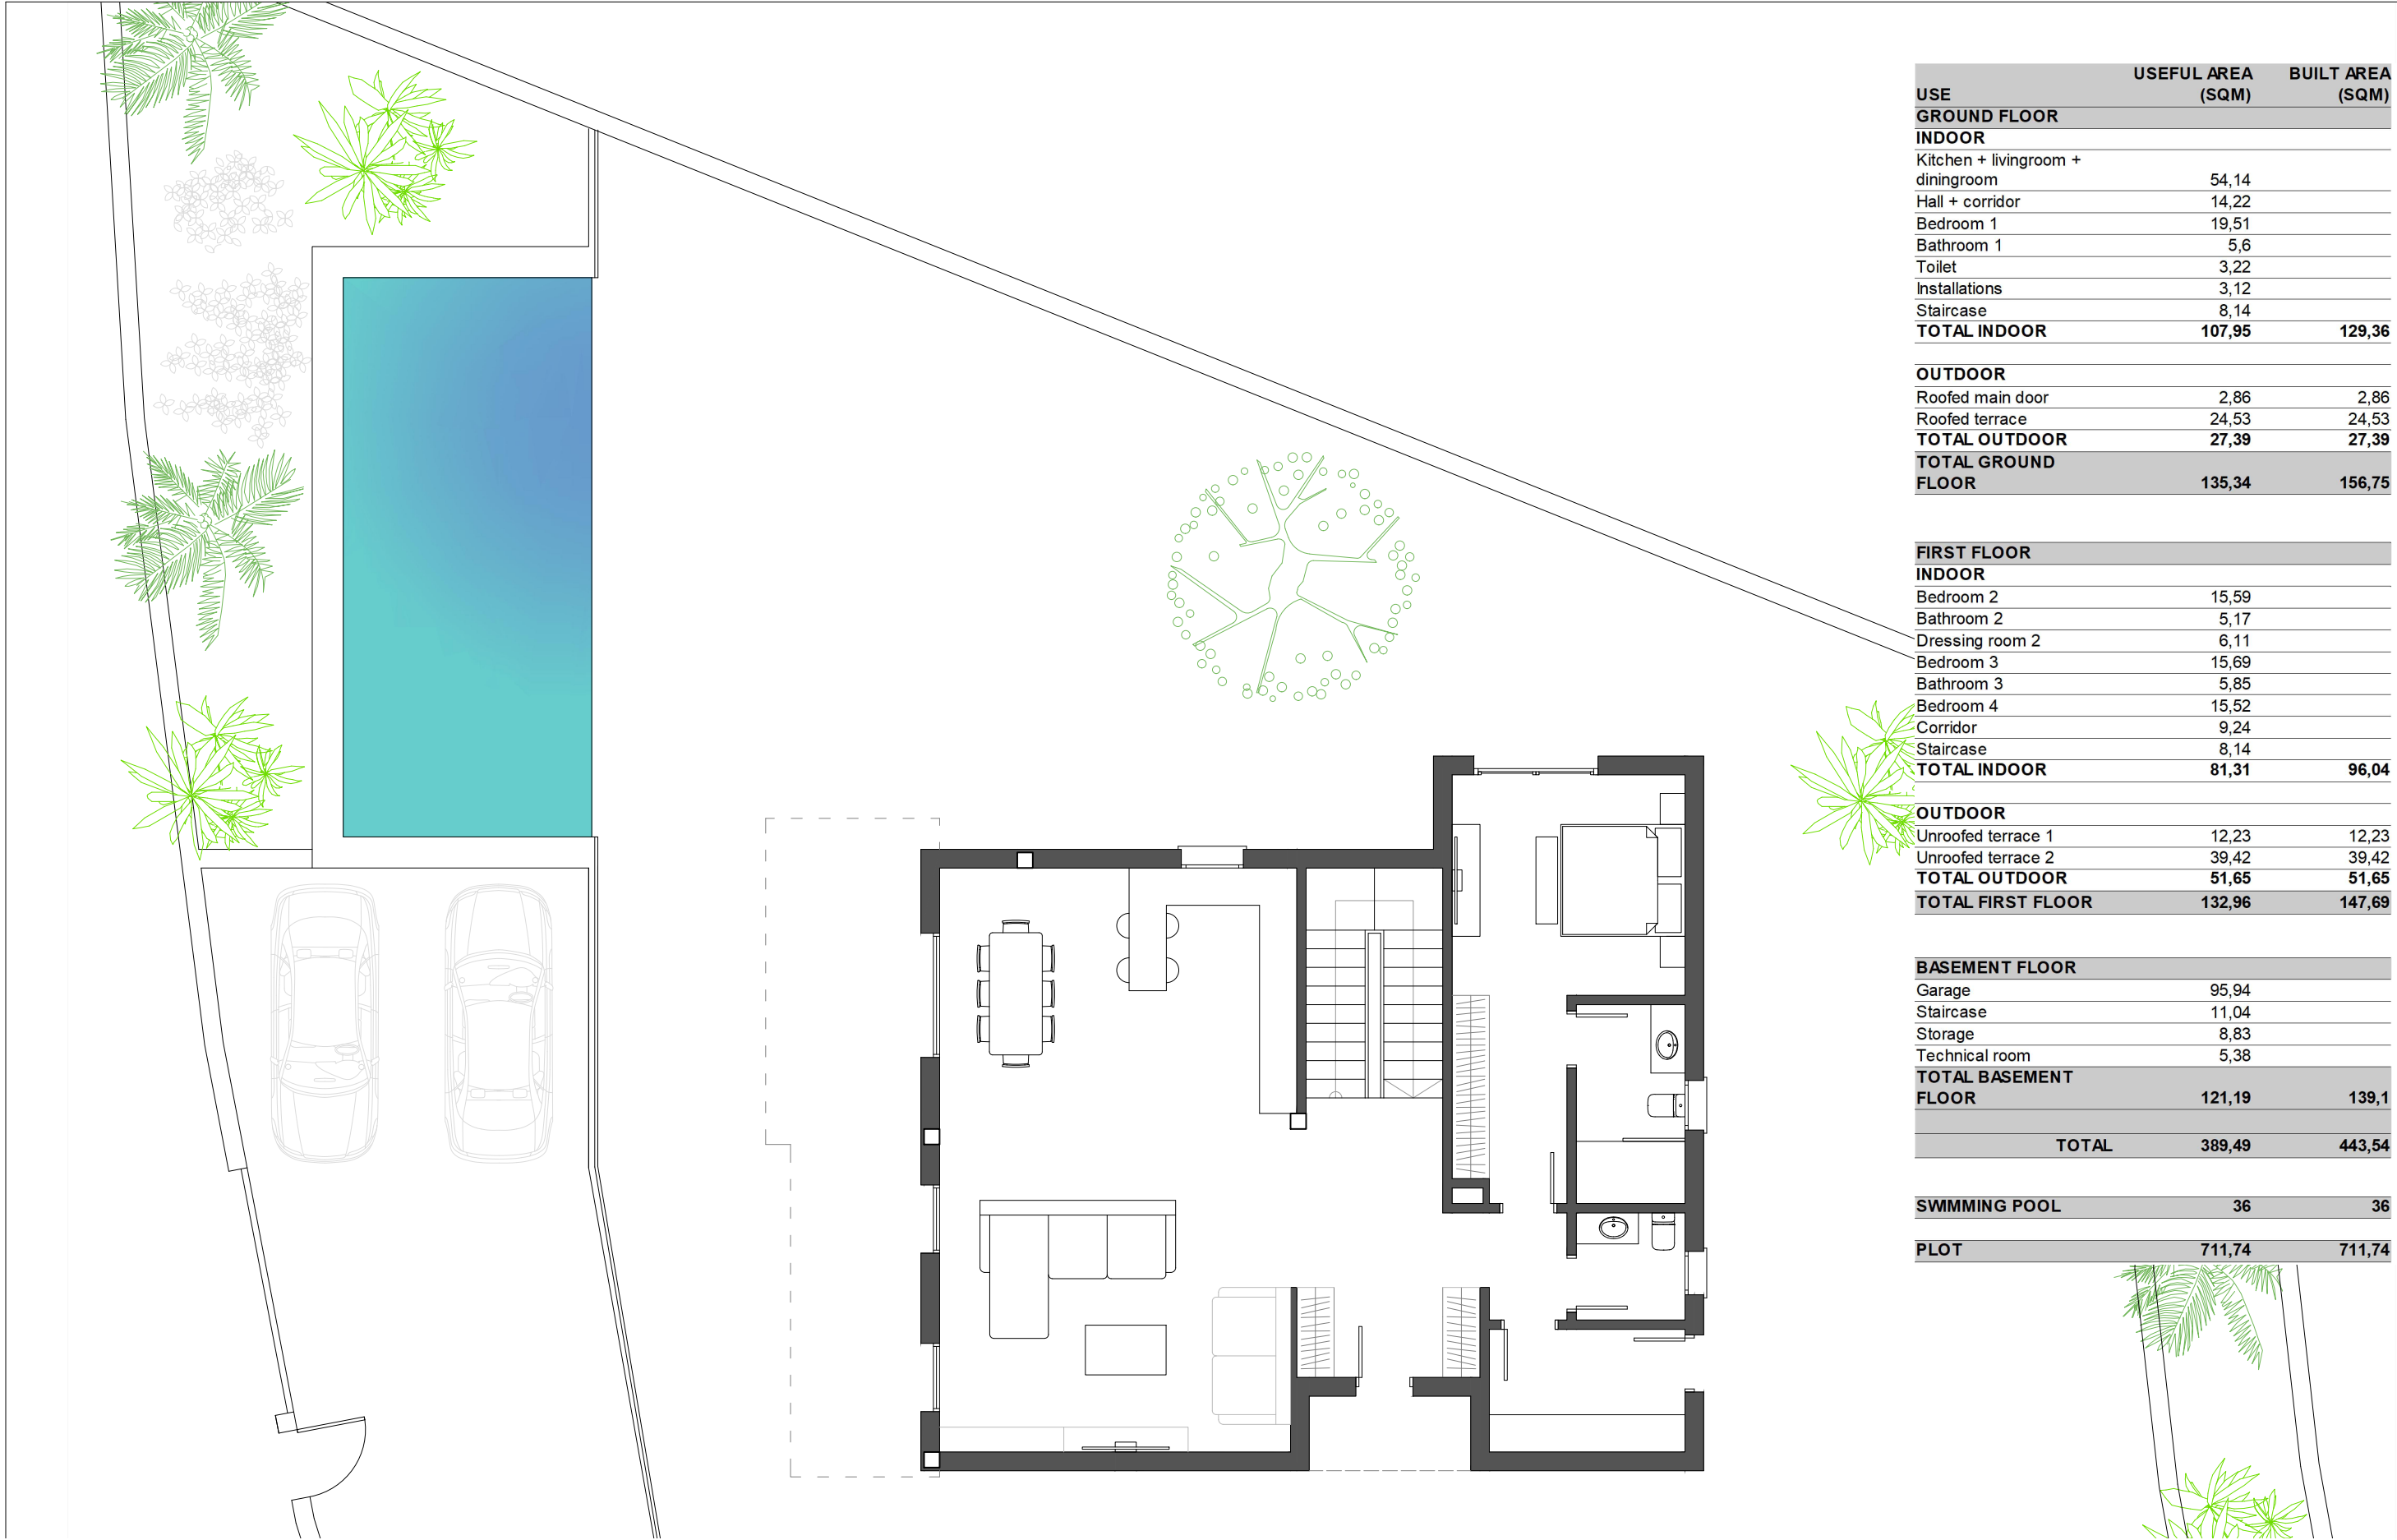 USEFUL AREA BUILT AREA
USE (SQM) (SQM)
GROUND FLOOR
INDOOR
Kitchen + livingroom +
diningroom 54,14
Hall + corridor 14,22
Bedroom 1 19,51
Bathroom 1 5,6
Toilet 3,22
Installations 3,12
Staircase 8,14
TOTAL INDOOR 107,95 129,36
OUTDOOR
Roofed main door 2,86 2,86
Roofed terrace 24,53 24,53
TOTAL OUTDOOR 27,39 27,39
TOTAL GROUND
FLOOR 135,34 156,75
FIRST FLOOR
INDOOR
Bedroom 2 15,59
Bathroom 2 5,17
Dressing room 2 6,11
Bedroom 3 15,69
Bathroom 3 5,85
Bedroom 4 15,52
Corridor 9,24
Staircase 8,14
TOTAL INDOOR 81,31 96,04
OUTDOOR
Unroofed terrace 1 12,23 12,23
Unroofed terrace 2 39,42 39,42
TOTAL OUTDOOR 51,65 51,65
TOTAL FIRST FLOOR 132,96 147,69
BASEMENT FLOOR
Garage 95,94
Staircase 11,04
Storage 8,83
Technical room 5,38
TOTAL BASEMENT
FLOOR 121,19 139,1
TOTAL 389,49 443,54
SWIMMING POOL 36 36
PLOT 711,74 711,74